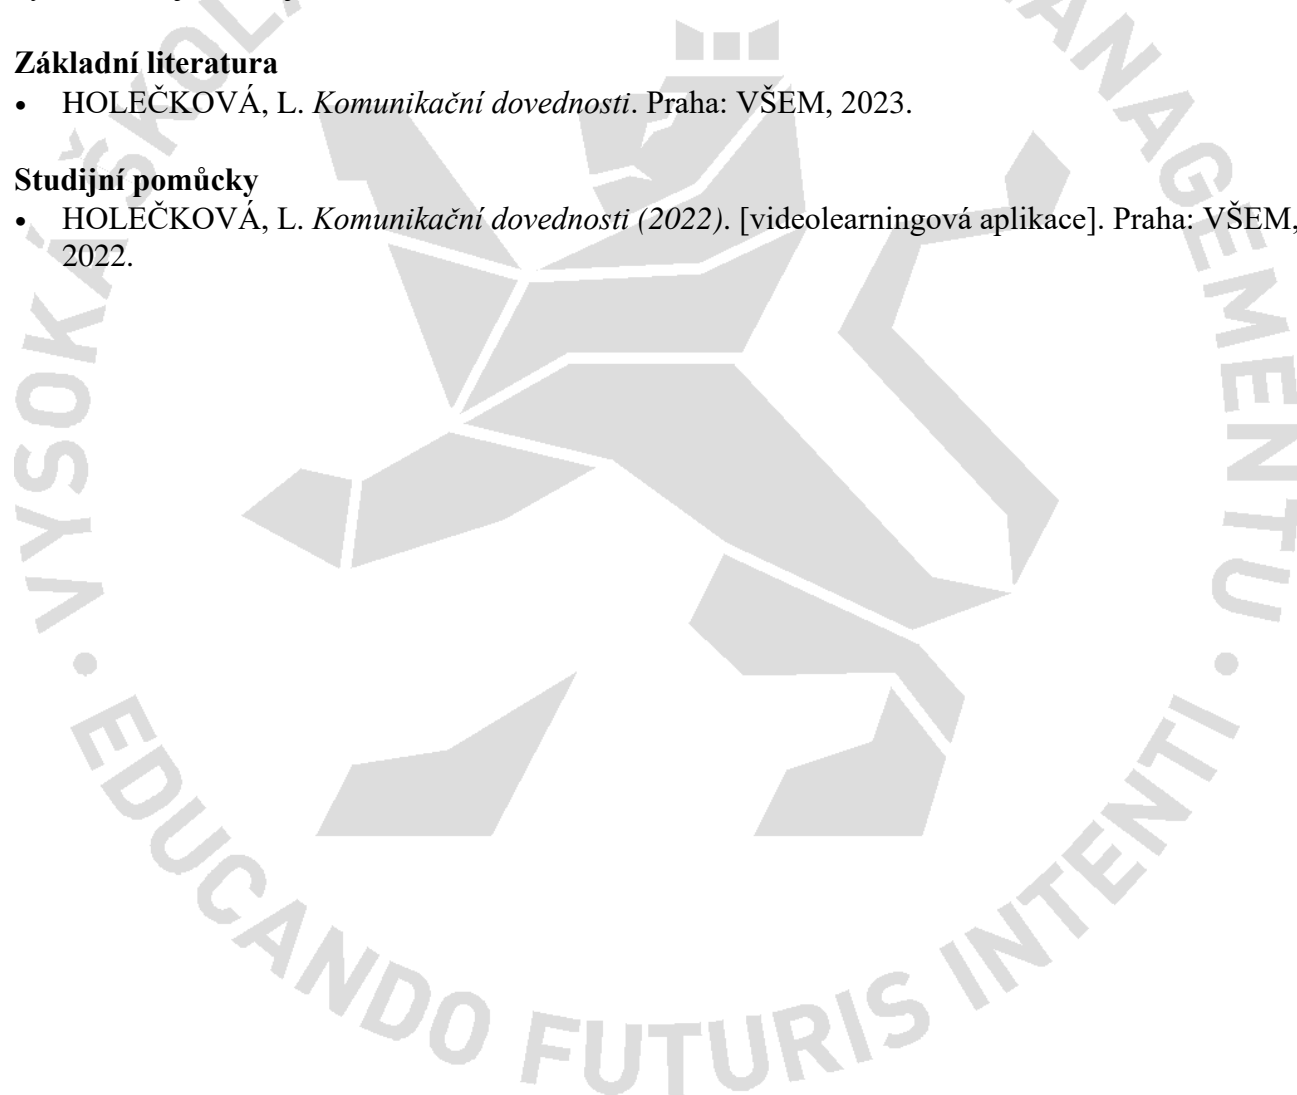 Základní literatura
• HOLEČKOVÁ, L. Komunikační dovednosti. Praha: VŠEM, 2023.
Studijní pomůcky
• HOLEČKOVÁ, L. Komunikační dovednosti (2022). [videolearningová aplikace]. Praha: VŠEM,
2022.
VYSOKÁ ŠKOLA
MANAGEMENTU
EDUCANDO FUTURIS INTENTI